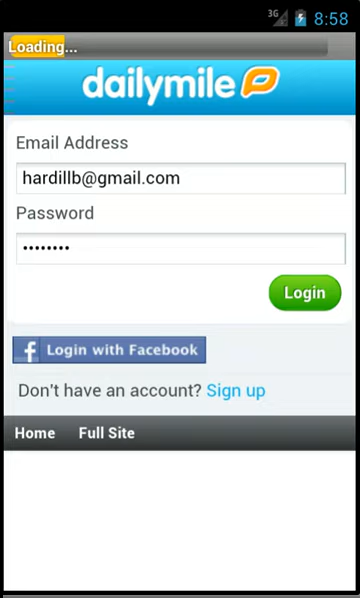 3G 8:58
Loading...
dailymile
Email Address
hardillb@gmail.com
Password
••••••••
Login
f Login with Facebook
Don't have an account? Sign up
Home Full Site